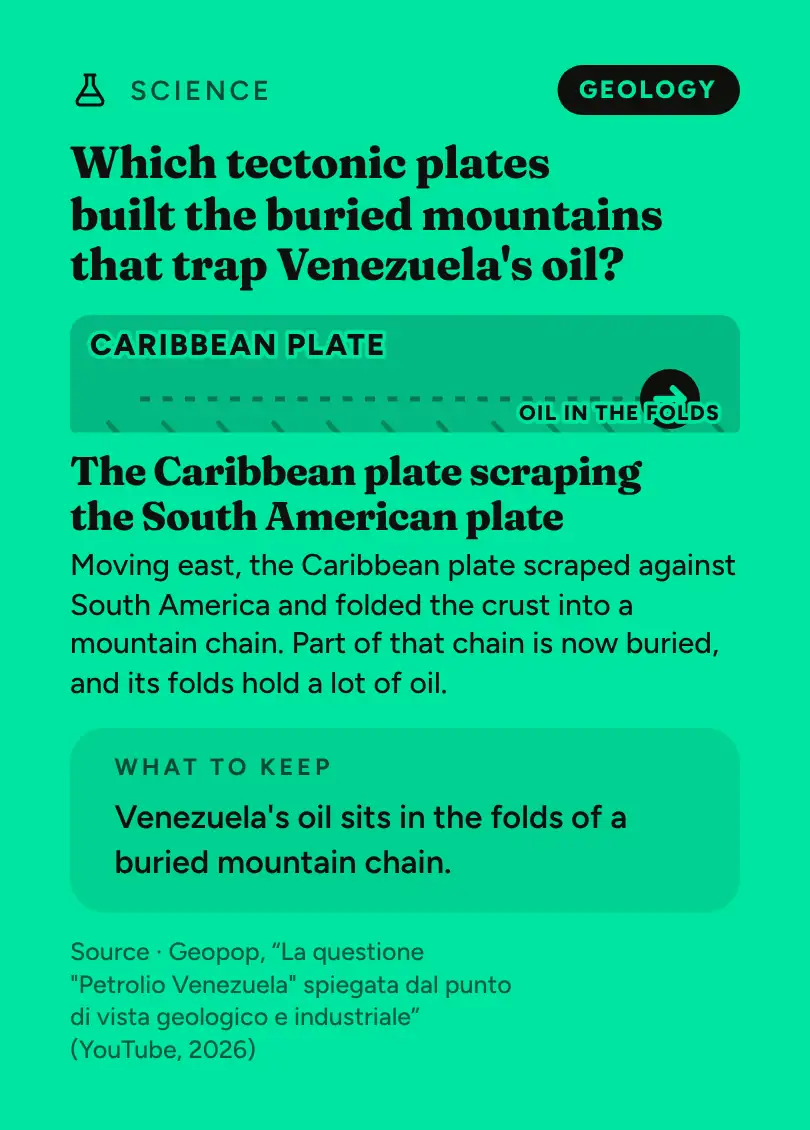 SCIENCE
GEOLOGY
Which tectonic plates
built the buried mountains
that trap Venezuela's oil?
CARIBBEAN PLATE
OIL IN THE FOLDS
The Caribbean plate scraping
the South American plate
Moving east, the Caribbean plate scraped against
South America and folded the crust into a
mountain chain. Part of that chain is now buried,
and its folds hold a lot of oil.
WHAT TO KEEP
Venezuela's oil sits in the folds of a
buried mountain chain.
Source · Geopop, “La questione
"Petrolio Venezuela" spiegata dal punto
di vista geologico e industriale”
(YouTube, 2026)